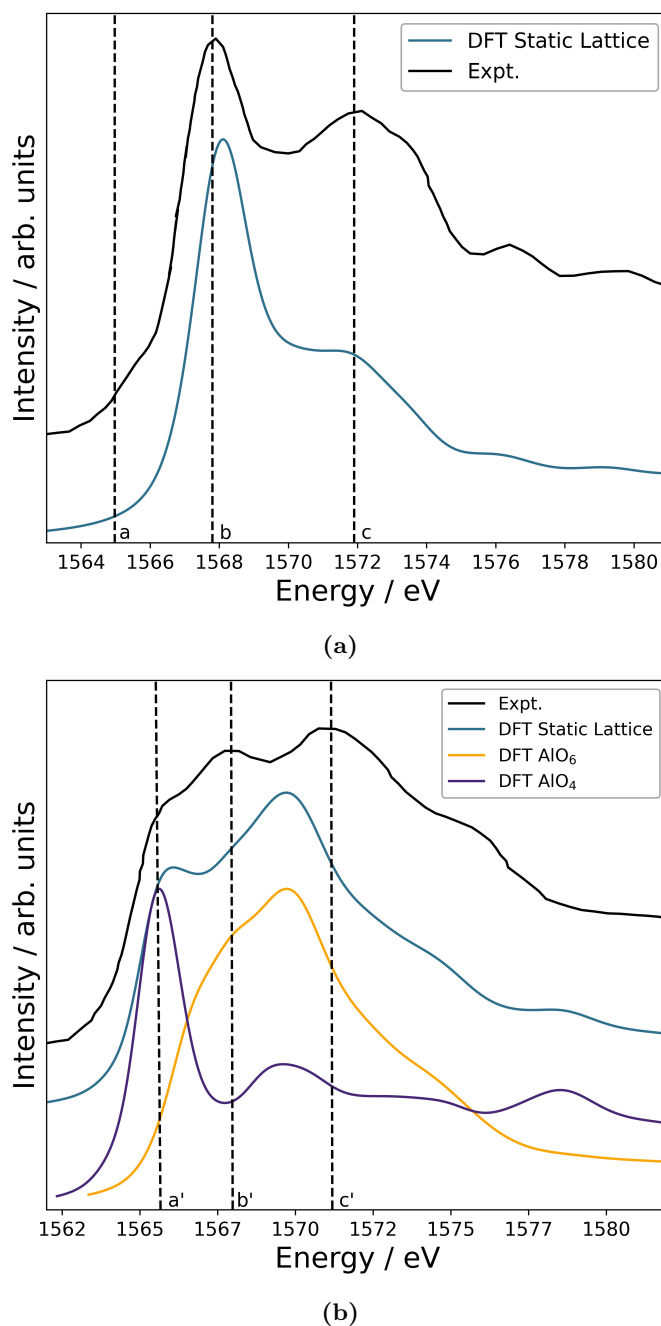 DFT Static Lattice
Expt.
Intensity / arb. units
a
b
c
1564 1566 1568 1570 1572 1574 1576 1578 1580
Energy / eV
(a)
Expt.
DFT Static Lattice
DFT AlO₆
DFT AlO₄
Intensity / arb. units
a'
b'
c'
1562 1565 1567 1570 1572 1575 1577 1580
Energy / eV
(b)